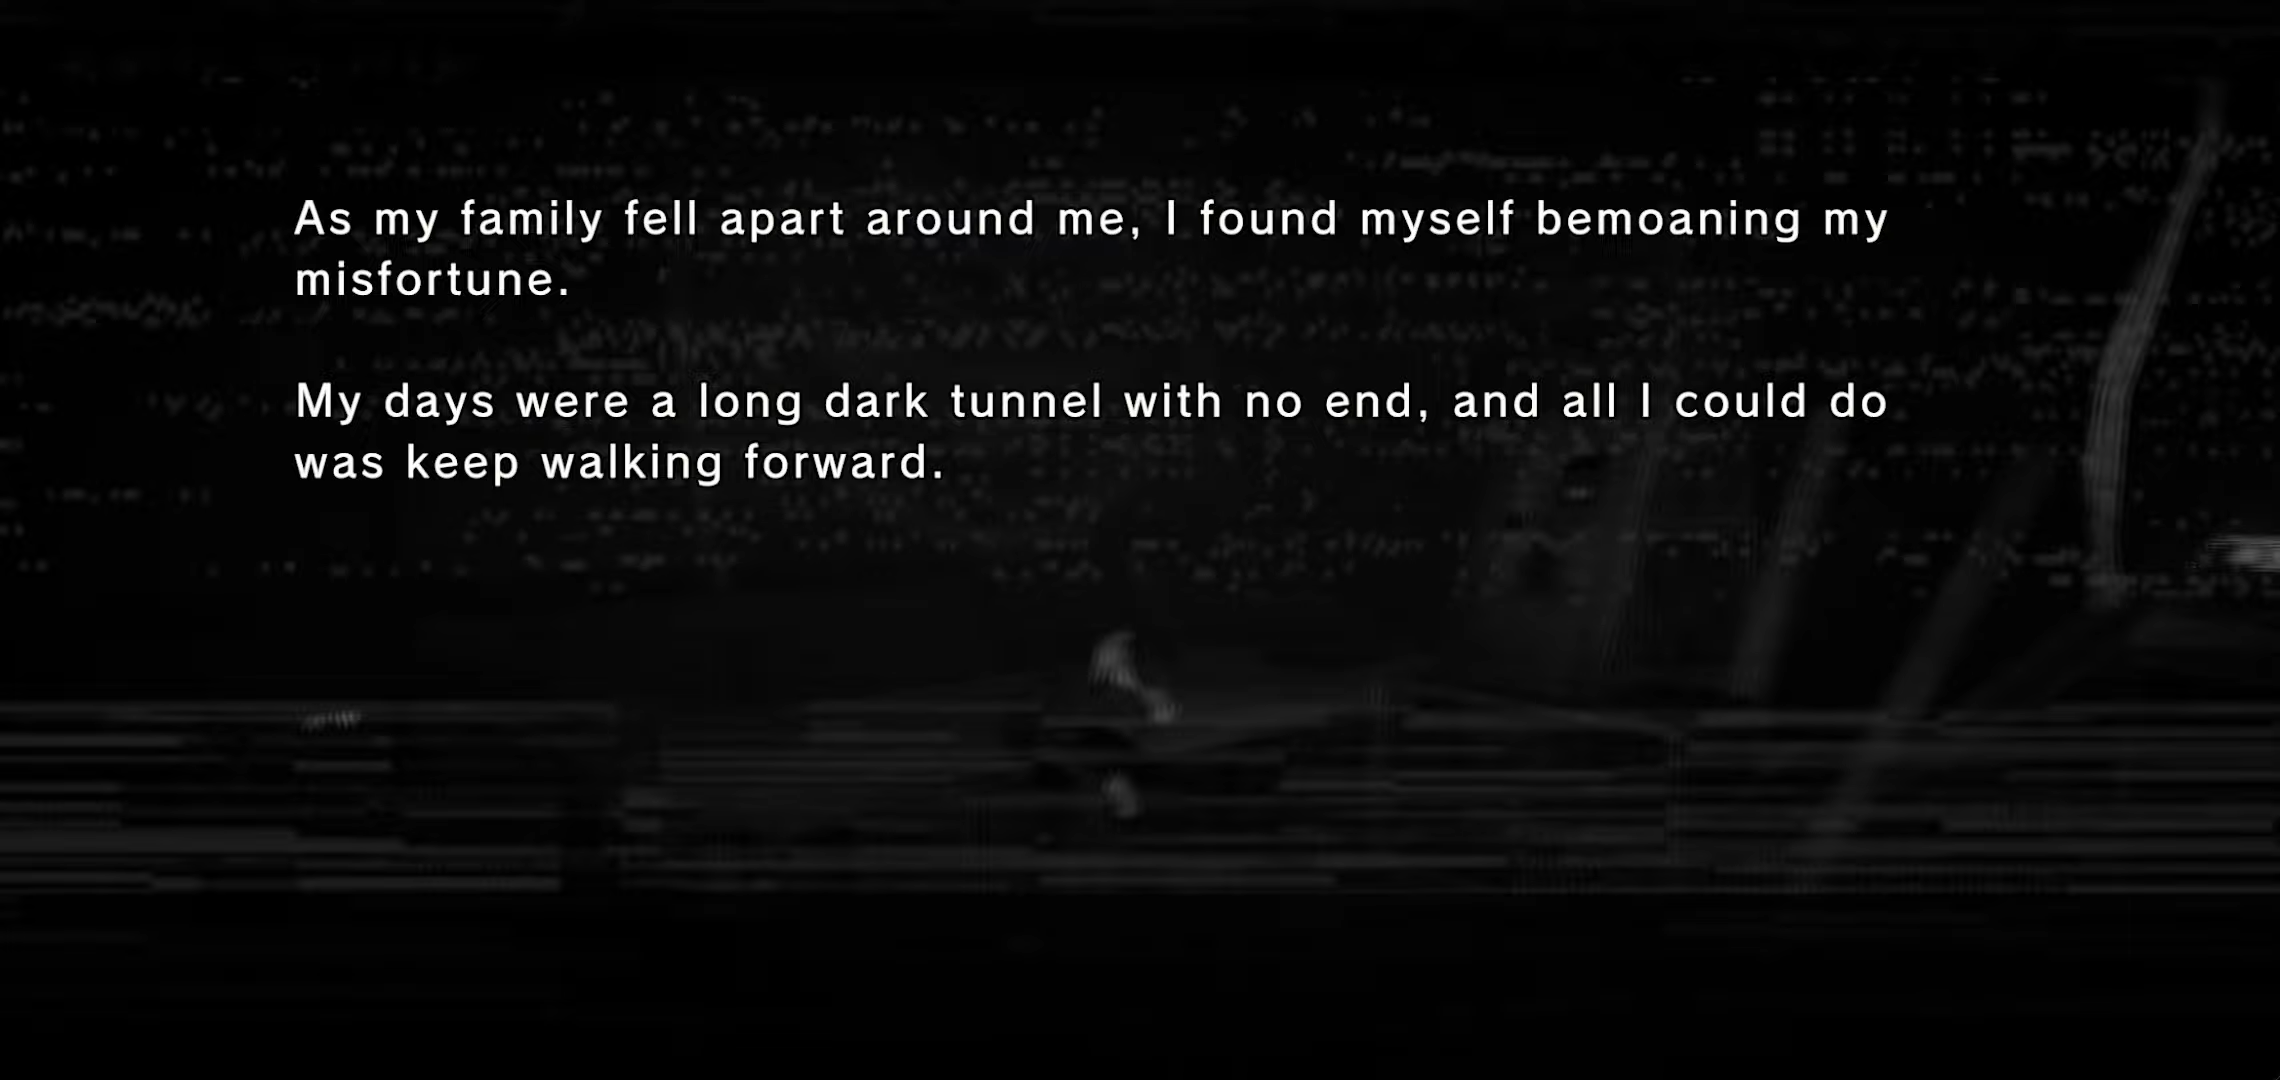 As my family fell apart around me, I found myself bemoaning my
misfortune.
My days were a long dark tunnel with no end, and all I could do
was keep walking forward.